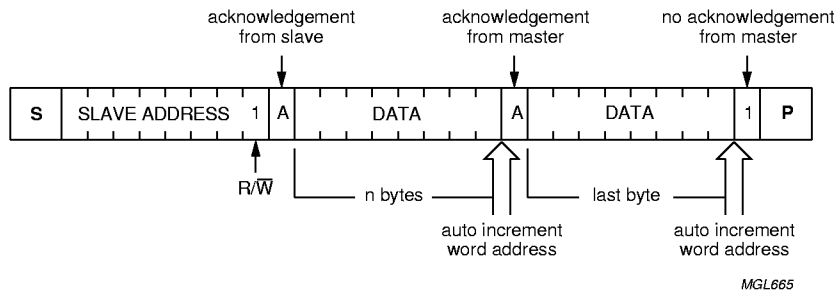 acknowledgement
from slave
acknowledgement
from master
no acknowledgement
from master
S SLAVE ADDRESS 1 A DATA A DATA 1 P
R/W̅
n bytes
last byte
auto increment
word address
auto increment
word address
MGL665